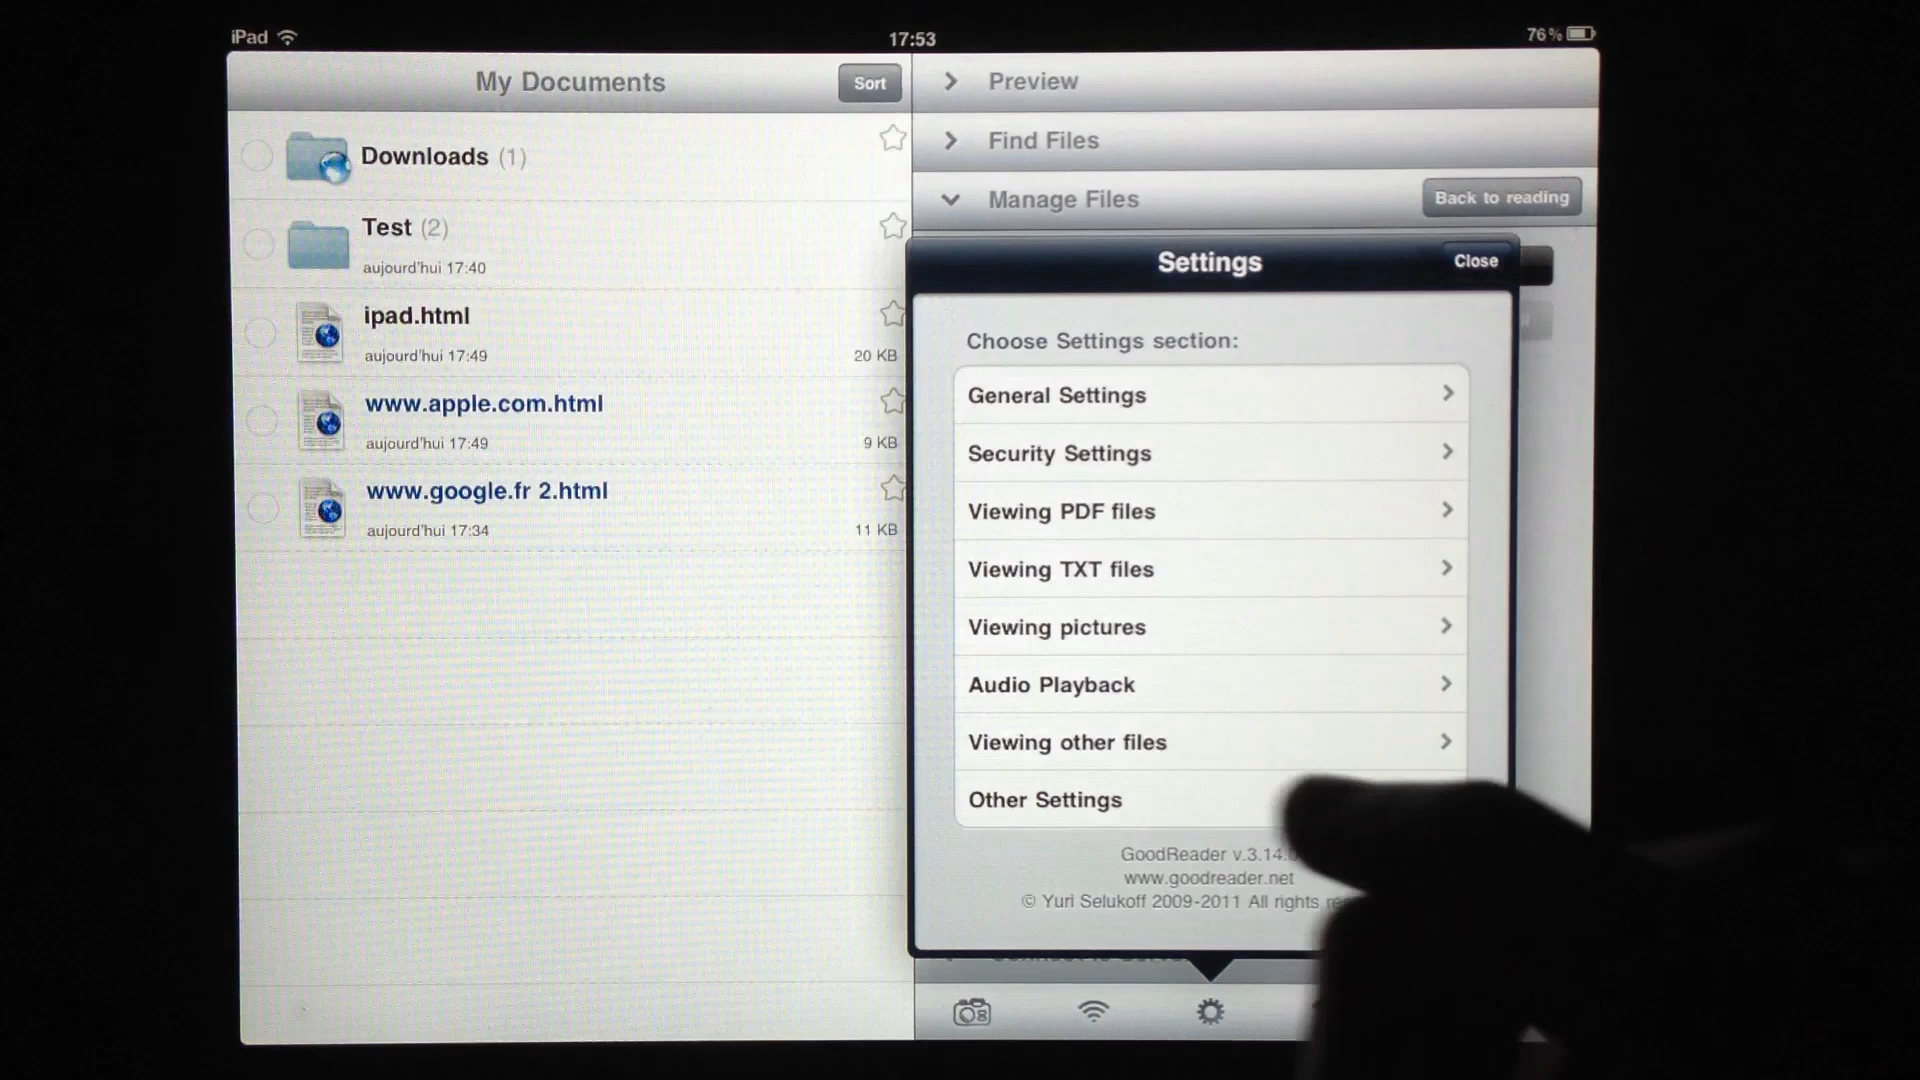 iPad
17:53
76%
My Documents
Sort
Downloads (1)
Test (2)
aujourd'hui 17:40
ipad.html
aujourd'hui 17:49
20 KB
www.apple.com.html
aujourd'hui 17:49
9 KB
www.google.fr 2.html
aujourd'hui 17:34
11 KB
Preview
Find Files
Manage Files
Back to reading
Settings
Close
Choose Settings section:
General Settings
Security Settings
Viewing PDF files
Viewing TXT files
Viewing pictures
Audio Playback
Viewing other files
Other Settings
GoodReader v.3.14.
www.goodreader.net
© Yuri Selukoff 2009-2011 All rights